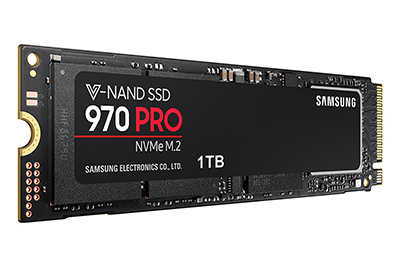 V-NAND SSD
970 PRO
NVMe M.2
SAMSUNG ELECTRONICS CO., LTD.
1TB
SAMSUNG